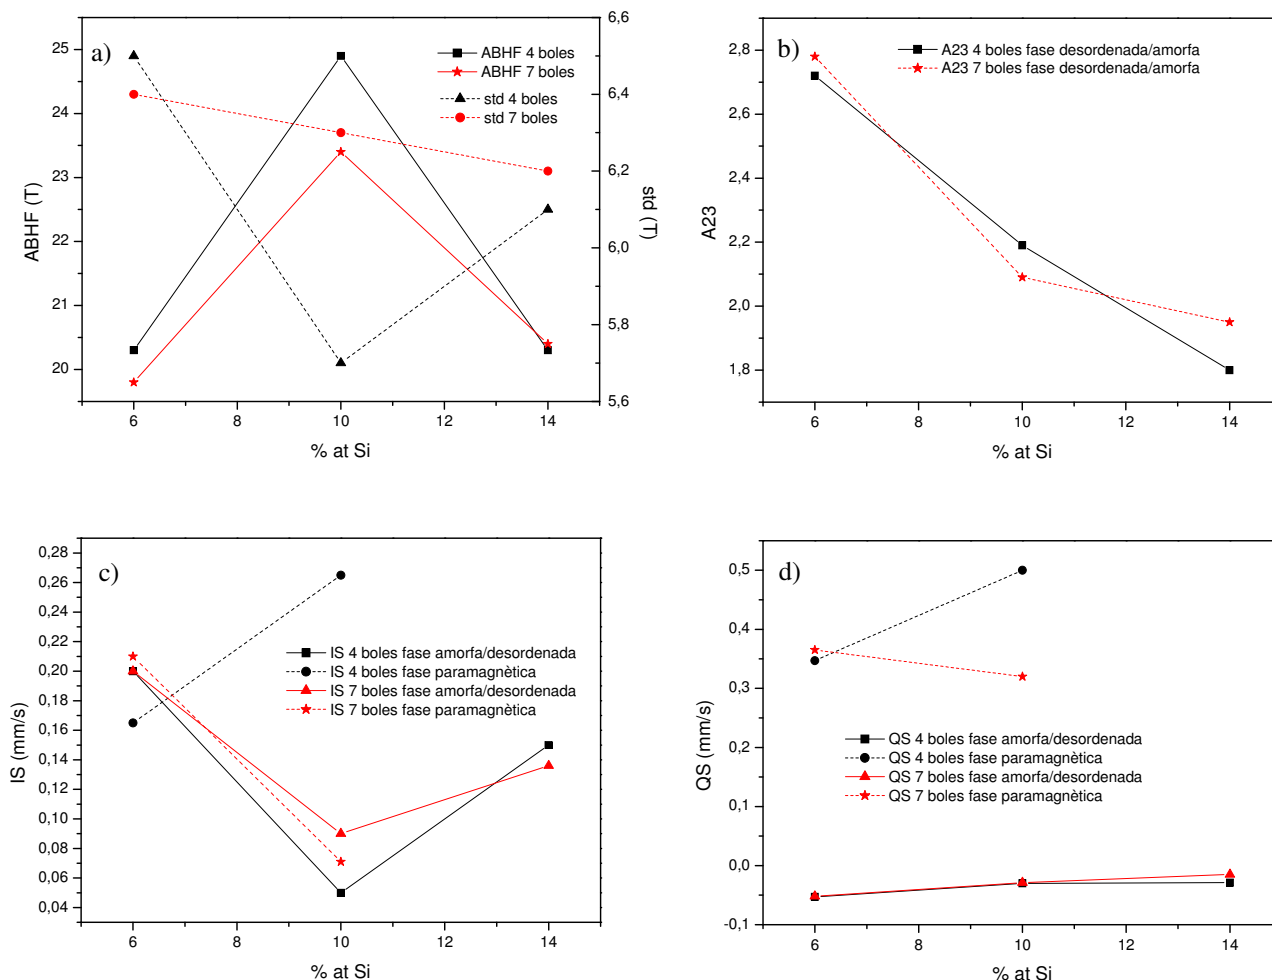 a)
ABHF 4 boles
ABHF 7 boles
std 4 boles
std 7 boles
25
24
23
22
21
20
ABHF (T)
6,6
6,4
6,2
6,0
5,8
5,6
std (T)
6
8
10
12
14
% at Si
b)
A23 4 boles fase desordenada/amorfa
A23 7 boles fase desordenada/amorfa
2,8
2,6
2,4
2,2
2,0
1,8
A23
6
8
10
12
14
% at Si
c)
IS 4 boles fase amorfa/desordenada
IS 4 boles fase paramagnètica
IS 7 boles fase amorfa/desordenada
IS 7 boles fase paramagnètica
0,28
0,26
0,24
0,22
0,20
0,18
0,16
0,14
0,12
0,10
0,08
0,06
0,04
IS (mm/s)
6
8
10
12
14
% at Si
d)
QS 4 boles fase amorfa/desordenada
QS 4 boles fase paramagnètica
QS 7 boles fase amorfa/desordenada
QS 7 boles fase paramagnètica
0,5
0,4
0,3
0,2
0,1
0,0
-0,1
QS (mm/s)
6
8
10
12
14
% at Si